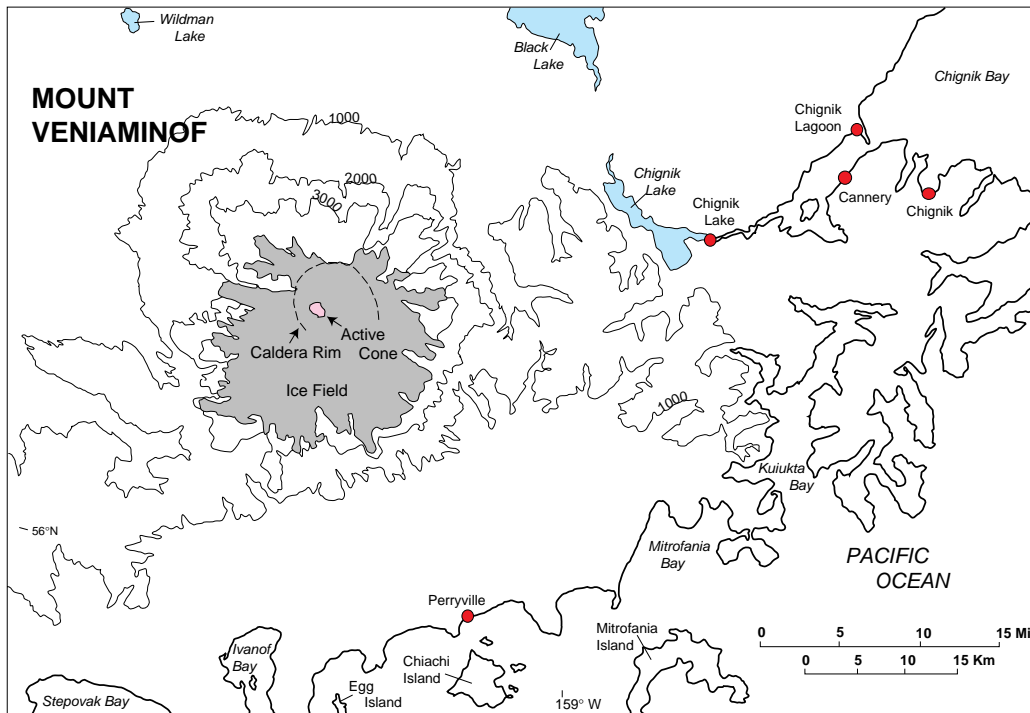 Wildman
Lake
Black
Lake
Chignik Bay
MOUNT
VENIAMINOF
1000
2000
3000
Chignik
Lagoon
Chignik
Lake
Cannery
Chignik
Chignik
Lake
Active
Cone
Caldera Rim
Ice Field
1000
Kuiukta
Bay
56°N
Mitrofania
Bay
PACIFIC
OCEAN
Perryville
Mitrofania
Island
0 5 10 15 Mi
0 5 10 15 Km
Ivanof
Bay
Chiachi
Island
Egg
Island
Stepovak Bay
159° W